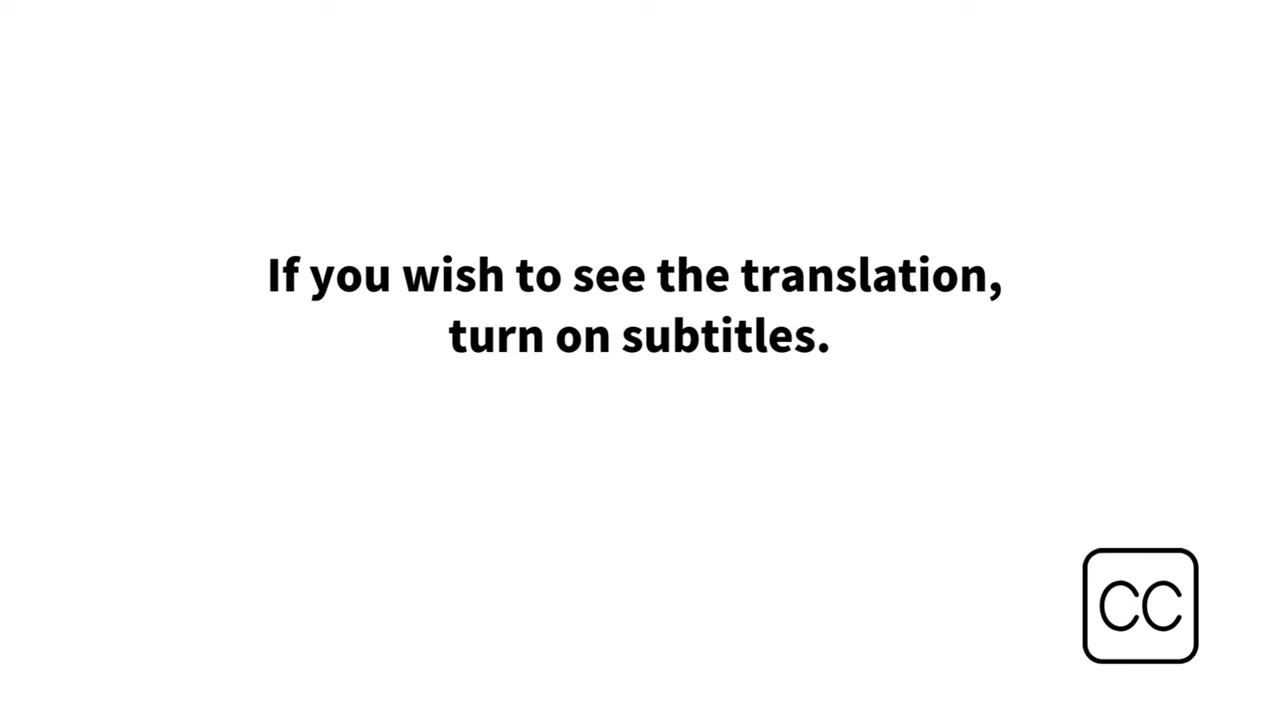 If you wish to see the translation,
turn on subtitles.
CC